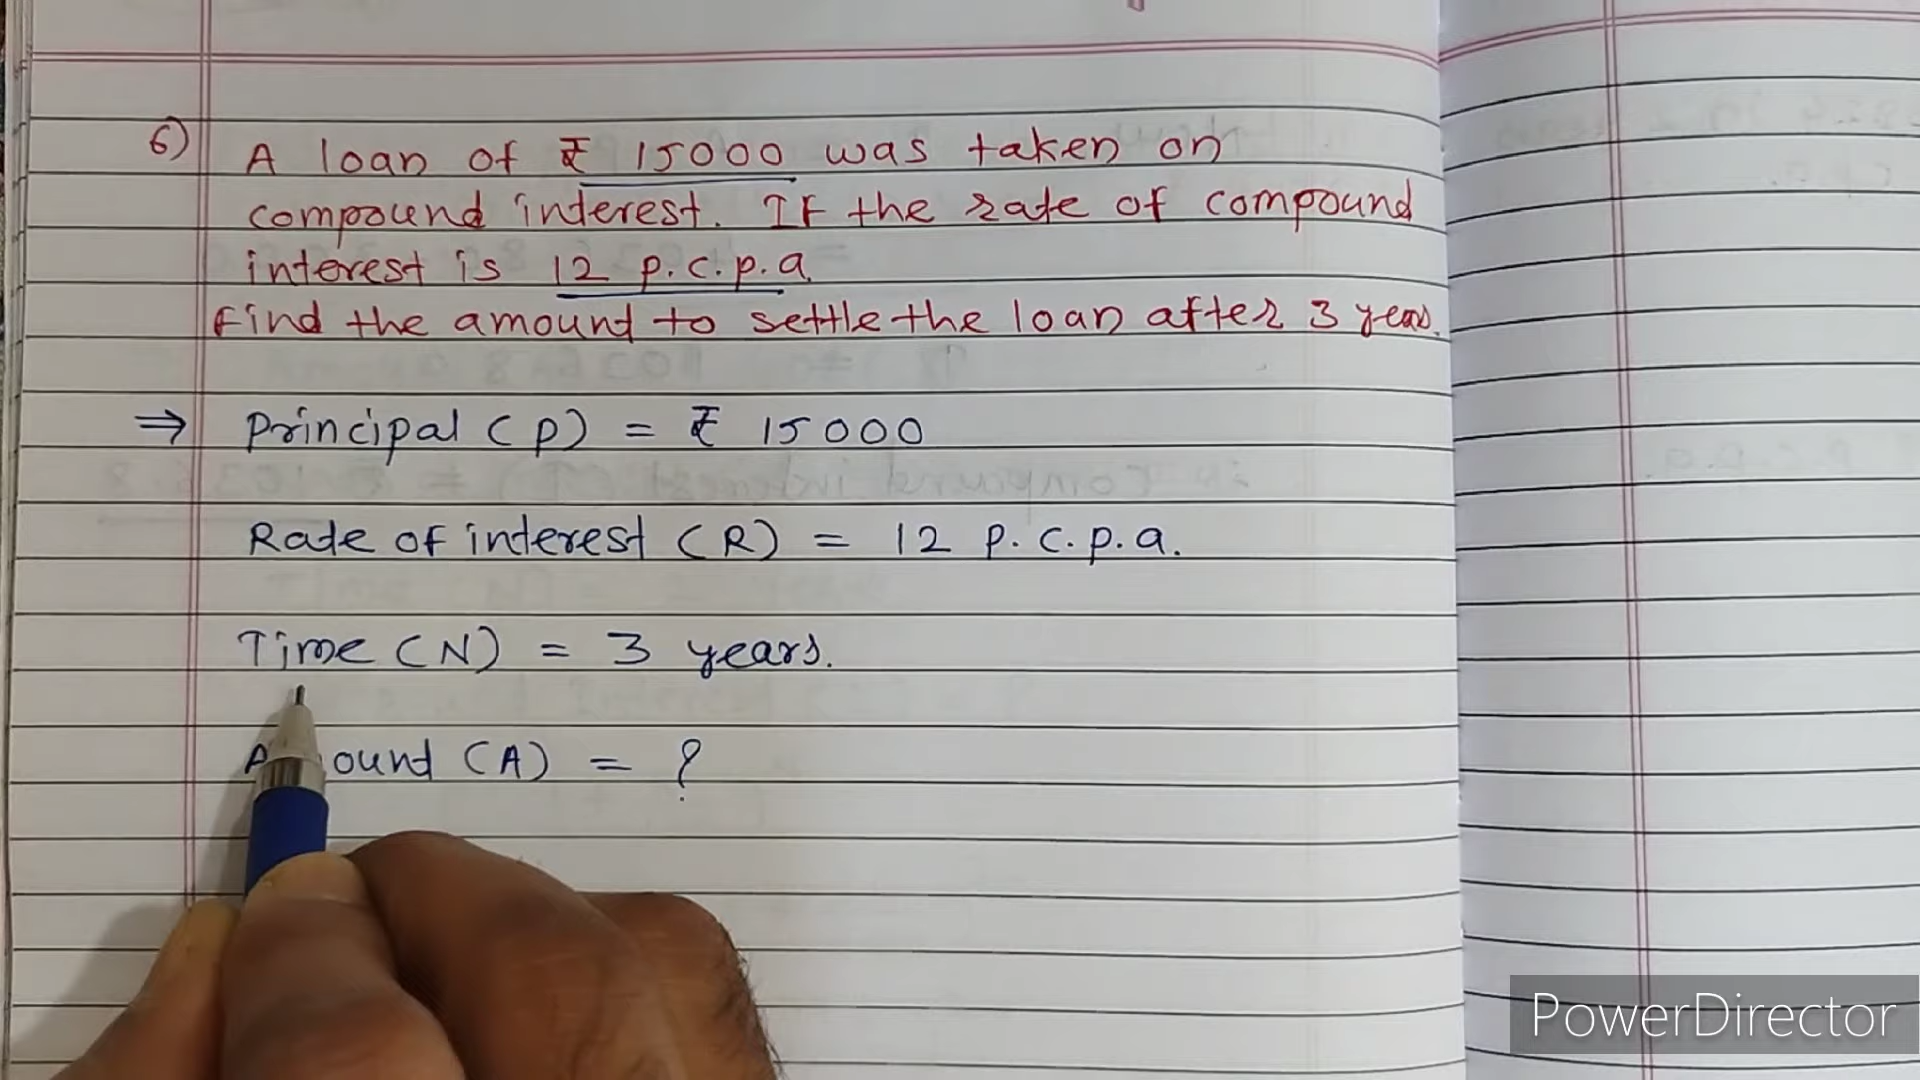 6) A loan of ₹ 15000 was taken on
compound interest. If the rate of compound
interest is 12 p.c.p.a
Find the amount to settle the loan after 3 years.
⇒ Principal (P) = ₹ 15000
Rate of interest (R) = 12 p.c.p.a.
Time (N) = 3 years.
(A) = ?
PowerDirector